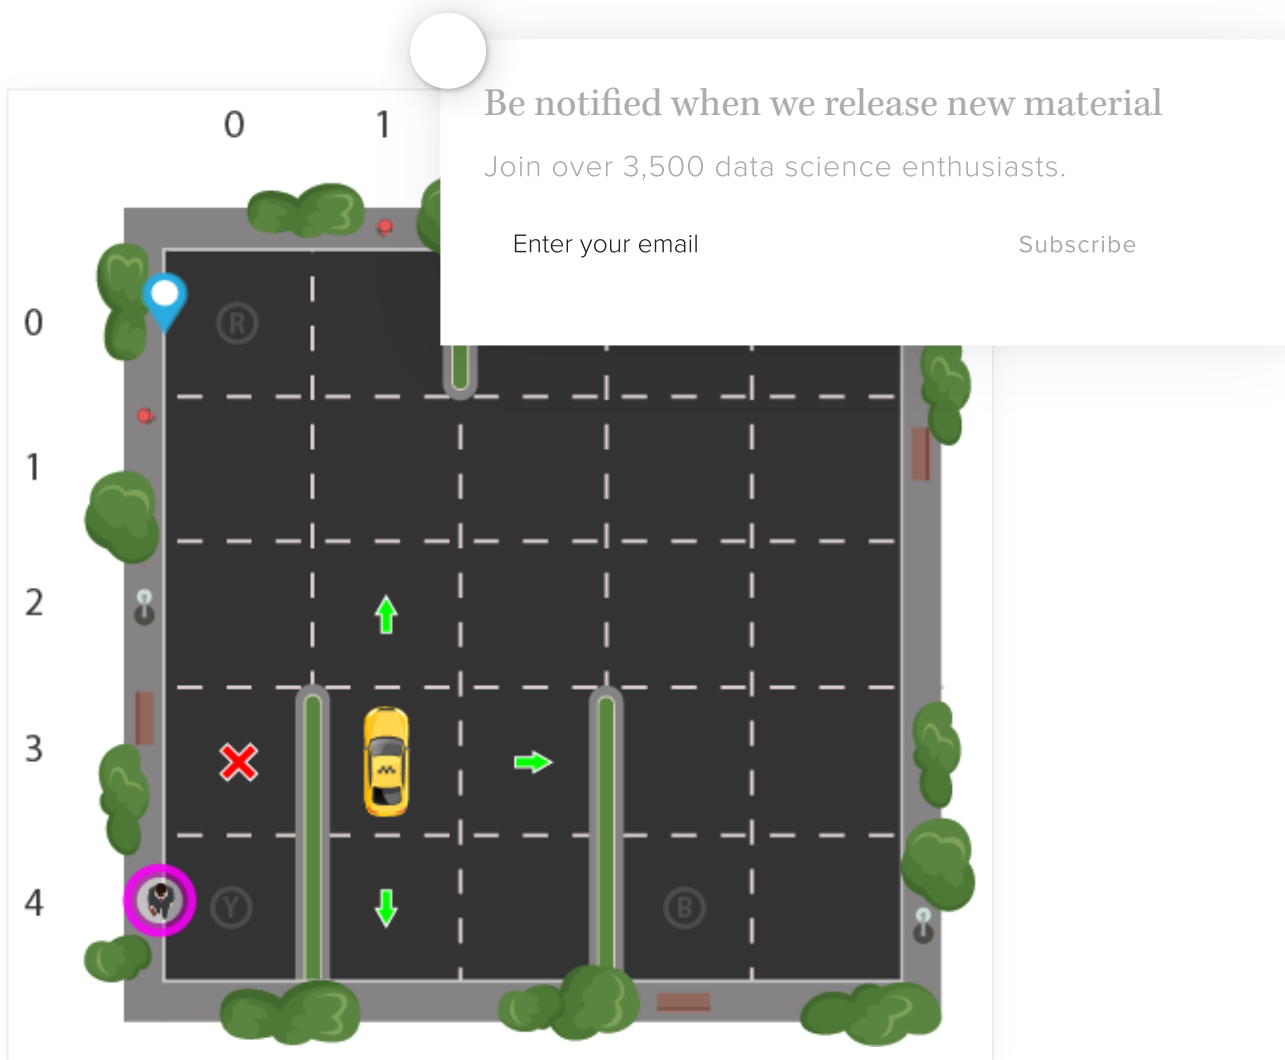 Be notified when we release new material
0 1
Join over 3,500 data science enthusiasts.
Enter your email Subscribe
0 R
1
2
3
4 Y B